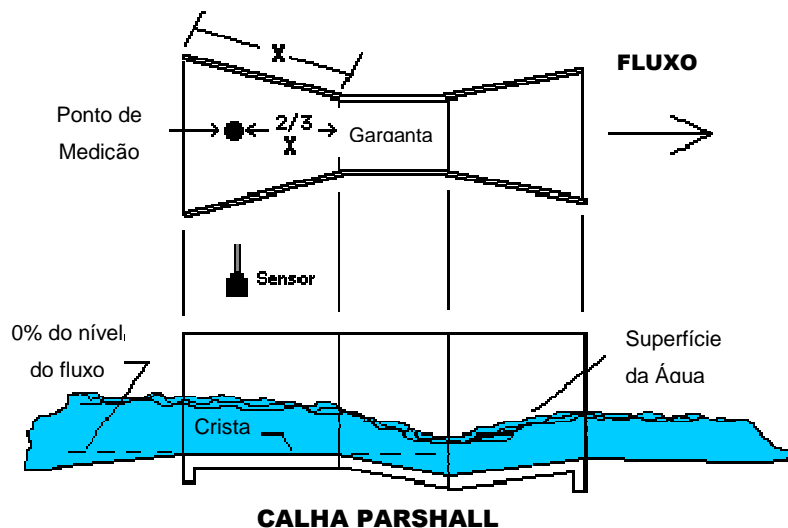 X
FLUXO
Ponto de
Medição
2/3
X
Garganta
Sensor
0% do nível
do fluxo
Superfície
da Água
Crista
CALHA PARSHALL